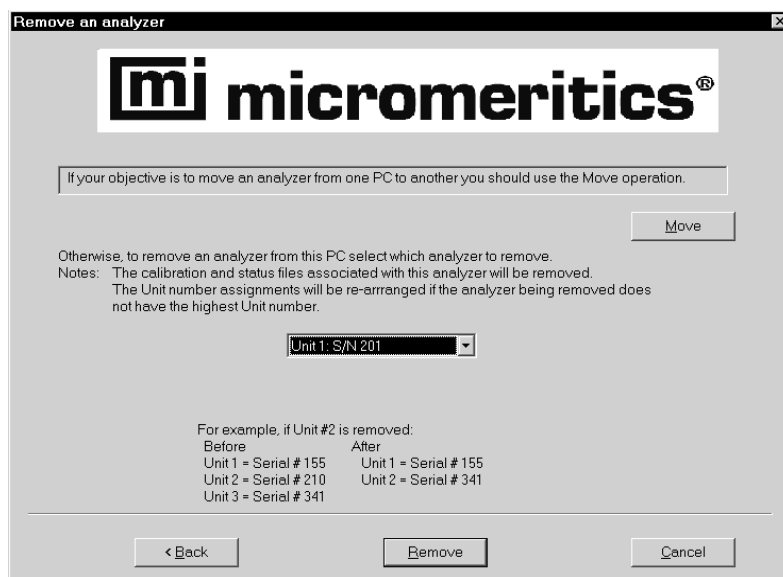 Remove an analyzer
mi micromeritics®
If your objective is to move an analyzer from one PC to another you should use the Move operation.
Move
Otherwise, to remove an analyzer from this PC select which analyzer to remove.
Notes: The calibration and status files associated with this analyzer will be removed.
The Unit number assignments will be re-arrranged if the analyzer being removed does
not have the highest Unit number.
Unit 1: S/N 201
For example, if Unit #2 is removed:
Before After
Unit 1 = Serial # 155 Unit 1 = Serial # 155
Unit 2 = Serial # 210 Unit 2 = Serial # 341
Unit 3 = Serial # 341
< Back Remove Cancel